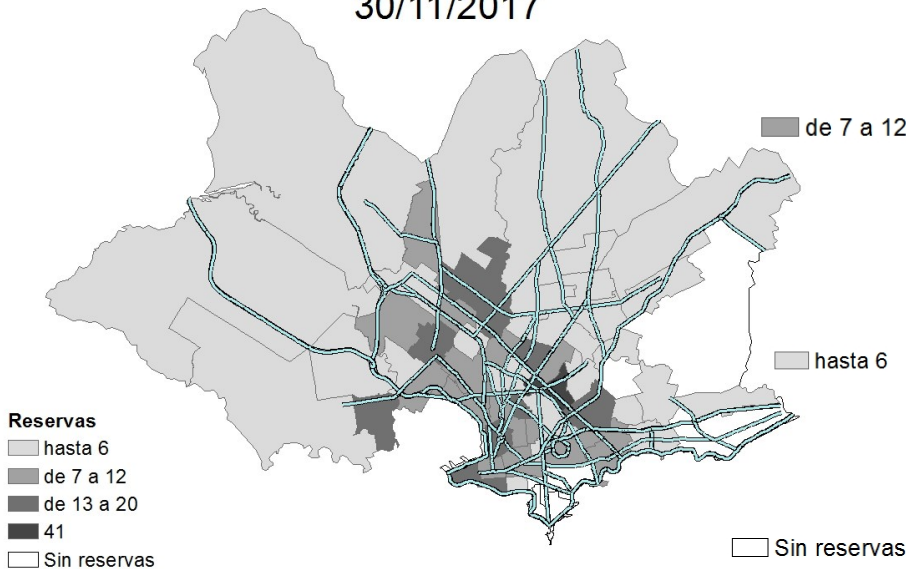 30/11/2017
de 7 a 12
hasta 6
Reservas
hasta 6
de 7 a 12
de 13 a 20
41
Sin reservas
Sin reservas